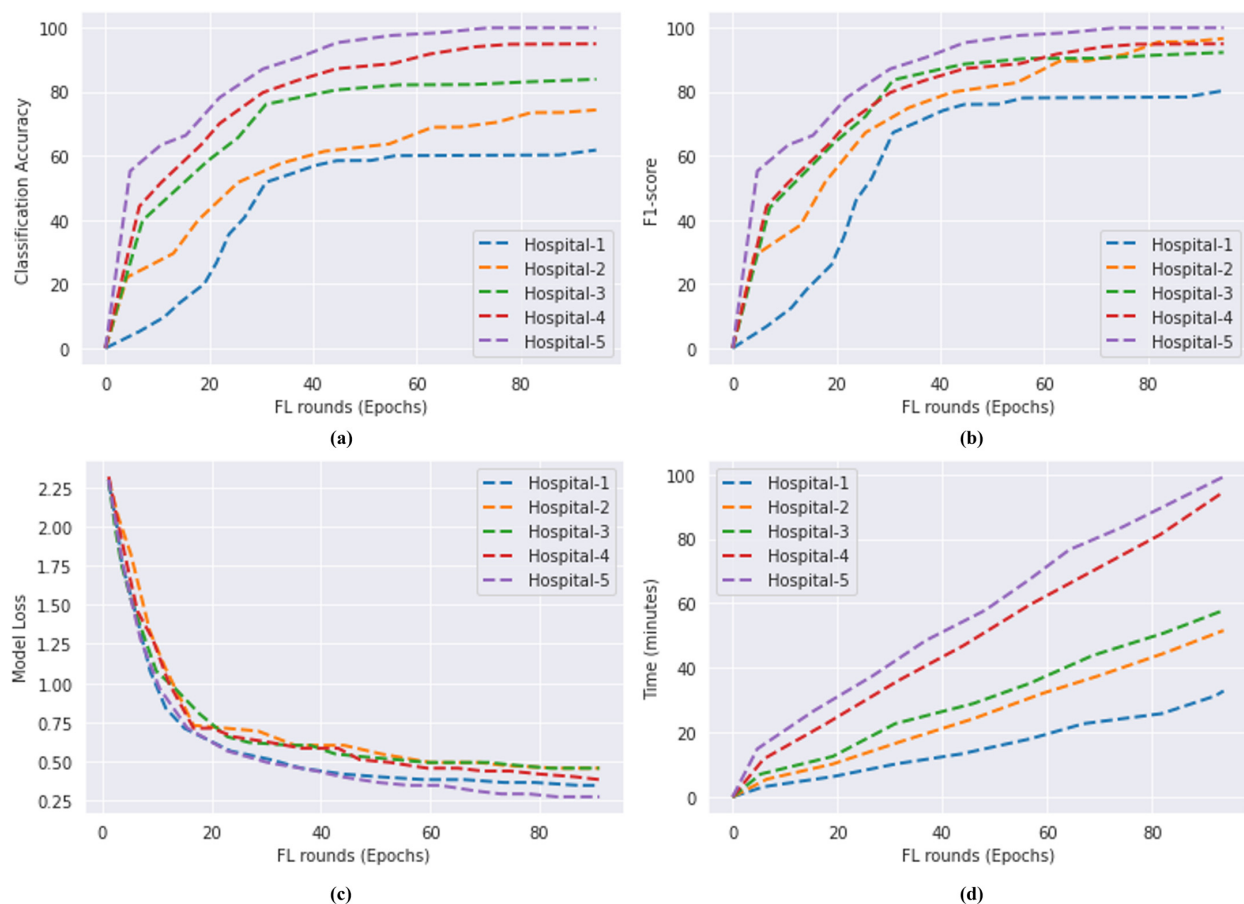 100
80
60
40
20
0
Classification Accuracy
Hospital-1
Hospital-2
Hospital-3
Hospital-4
Hospital-5
0 20 40 60 80
FL rounds (Epochs)
(a)
100
80
60
40
20
0
F1-score
Hospital-1
Hospital-2
Hospital-3
Hospital-4
Hospital-5
0 20 40 60 80
FL rounds (Epochs)
(b)
2.25
2.00
1.75
1.50
1.25
1.00
0.75
0.50
0.25
Model Loss
Hospital-1
Hospital-2
Hospital-3
Hospital-4
Hospital-5
0 20 40 60 80
FL rounds (Epochs)
(c)
100
80
60
40
20
0
Time (minutes)
Hospital-1
Hospital-2
Hospital-3
Hospital-4
Hospital-5
0 20 40 60 80
FL rounds (Epochs)
(d)